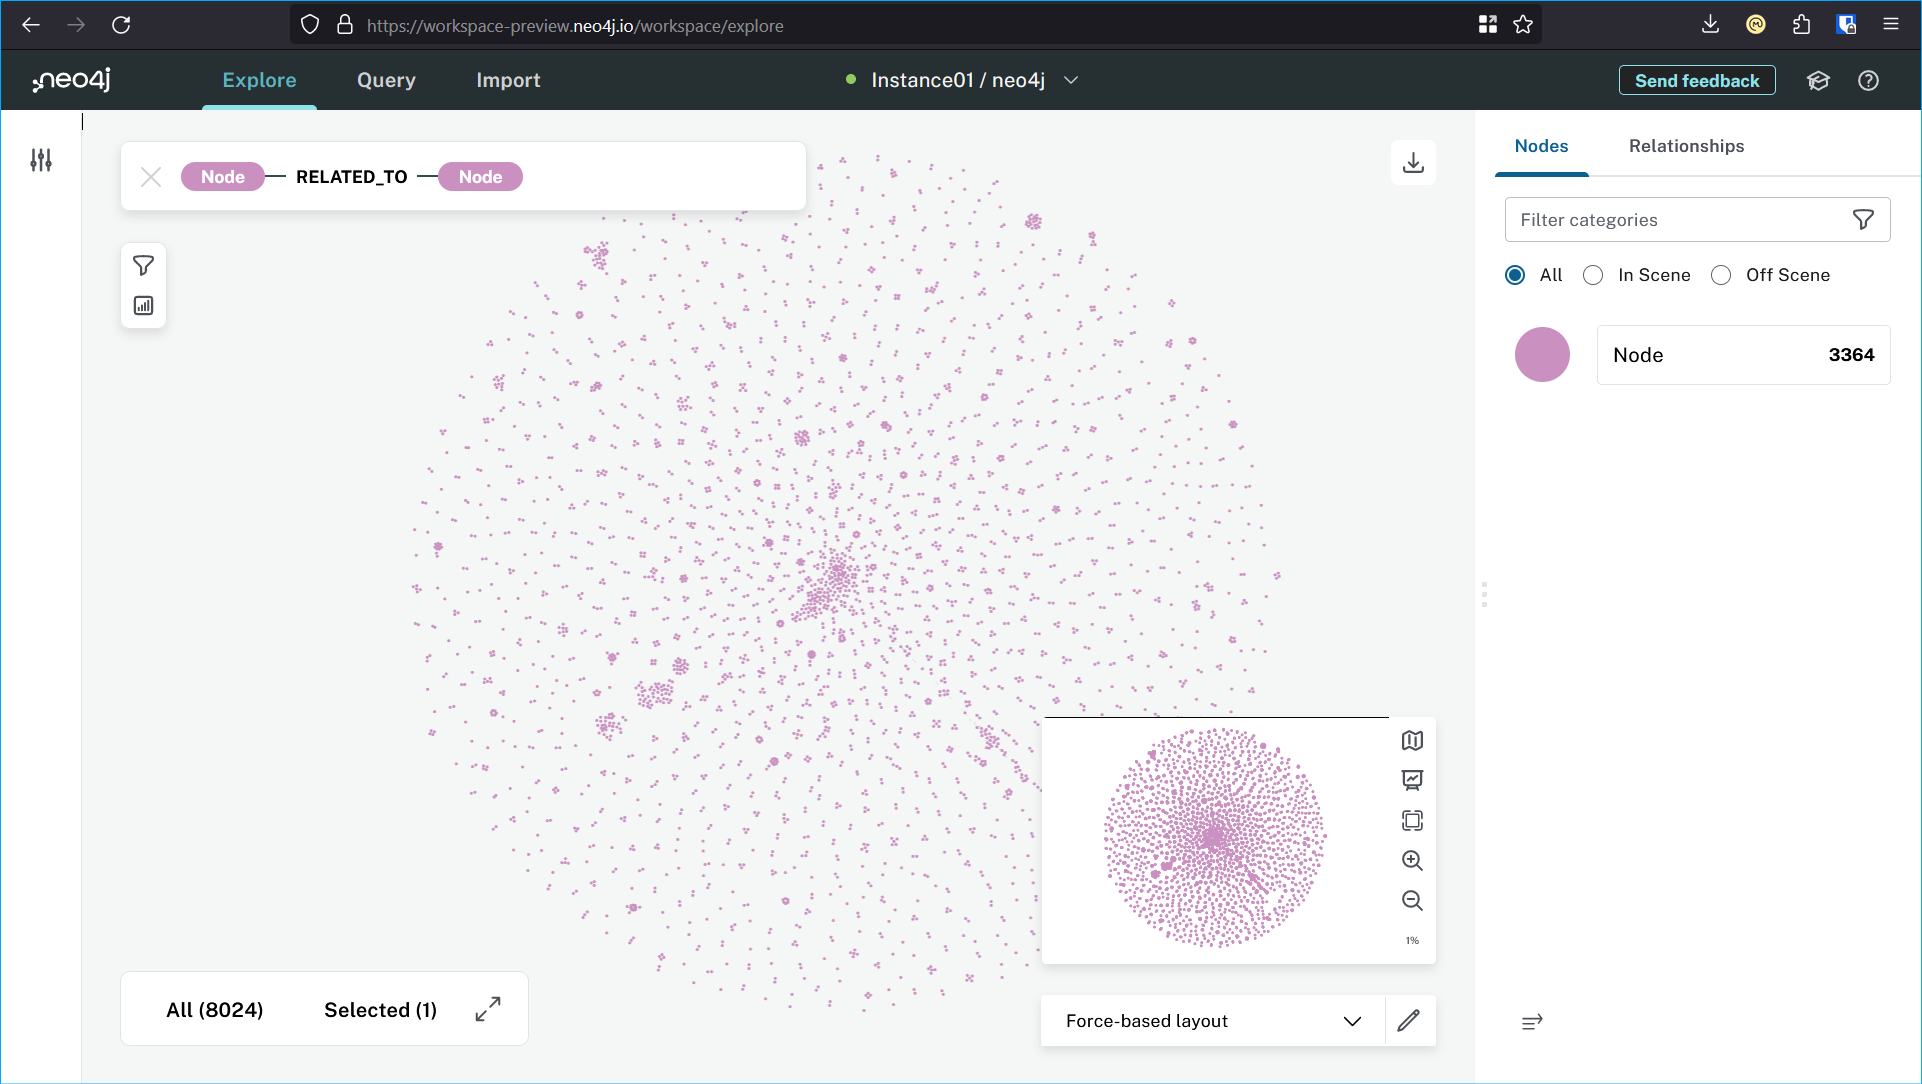 https://workspace-preview.neo4j.io/workspace/explore
neo4j
Explore
Query
Import
Instance01 / neo4j
Send feedback
Node
RELATED_TO
Node
Nodes
Relationships
Filter categories
All
In Scene
Off Scene
Node
3364
1%
All (8024)
Selected (1)
Force-based layout